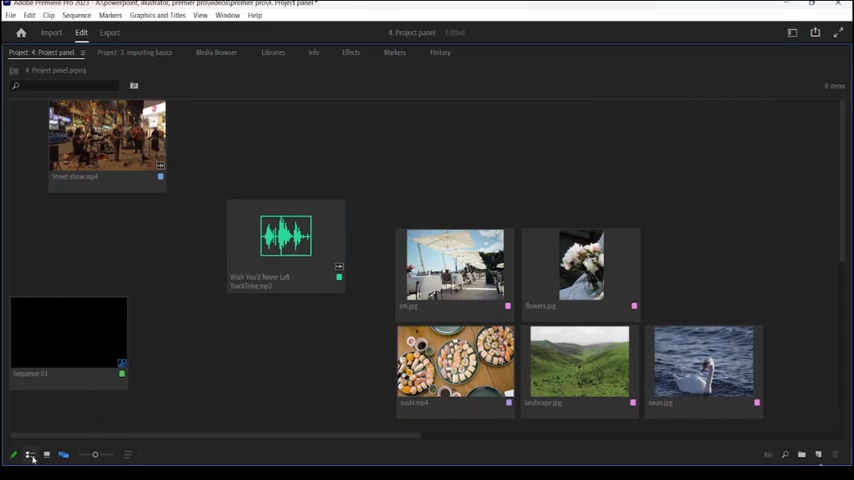 Adobe Premiere Pro 2023 - A:\powerpoint, illustrator, premier pro\videos\premier pro\4. Project panel *
File Edit Clip Sequence Markers Graphics and Titles View Window Help
Import Edit Export 4. Project panel - Edited
Project: 4. Project panel Project: 3. importing basics Media Browser Libraries Info Effects Markers History
4. Project panel.prproj
8 items
Street show.mp4
Wish You'd Never Left -
TrackTribe.mp3
sm.jpg flowers.jpg
Sequence 01
sushi.mp4 landscape.jpg swan.jpg